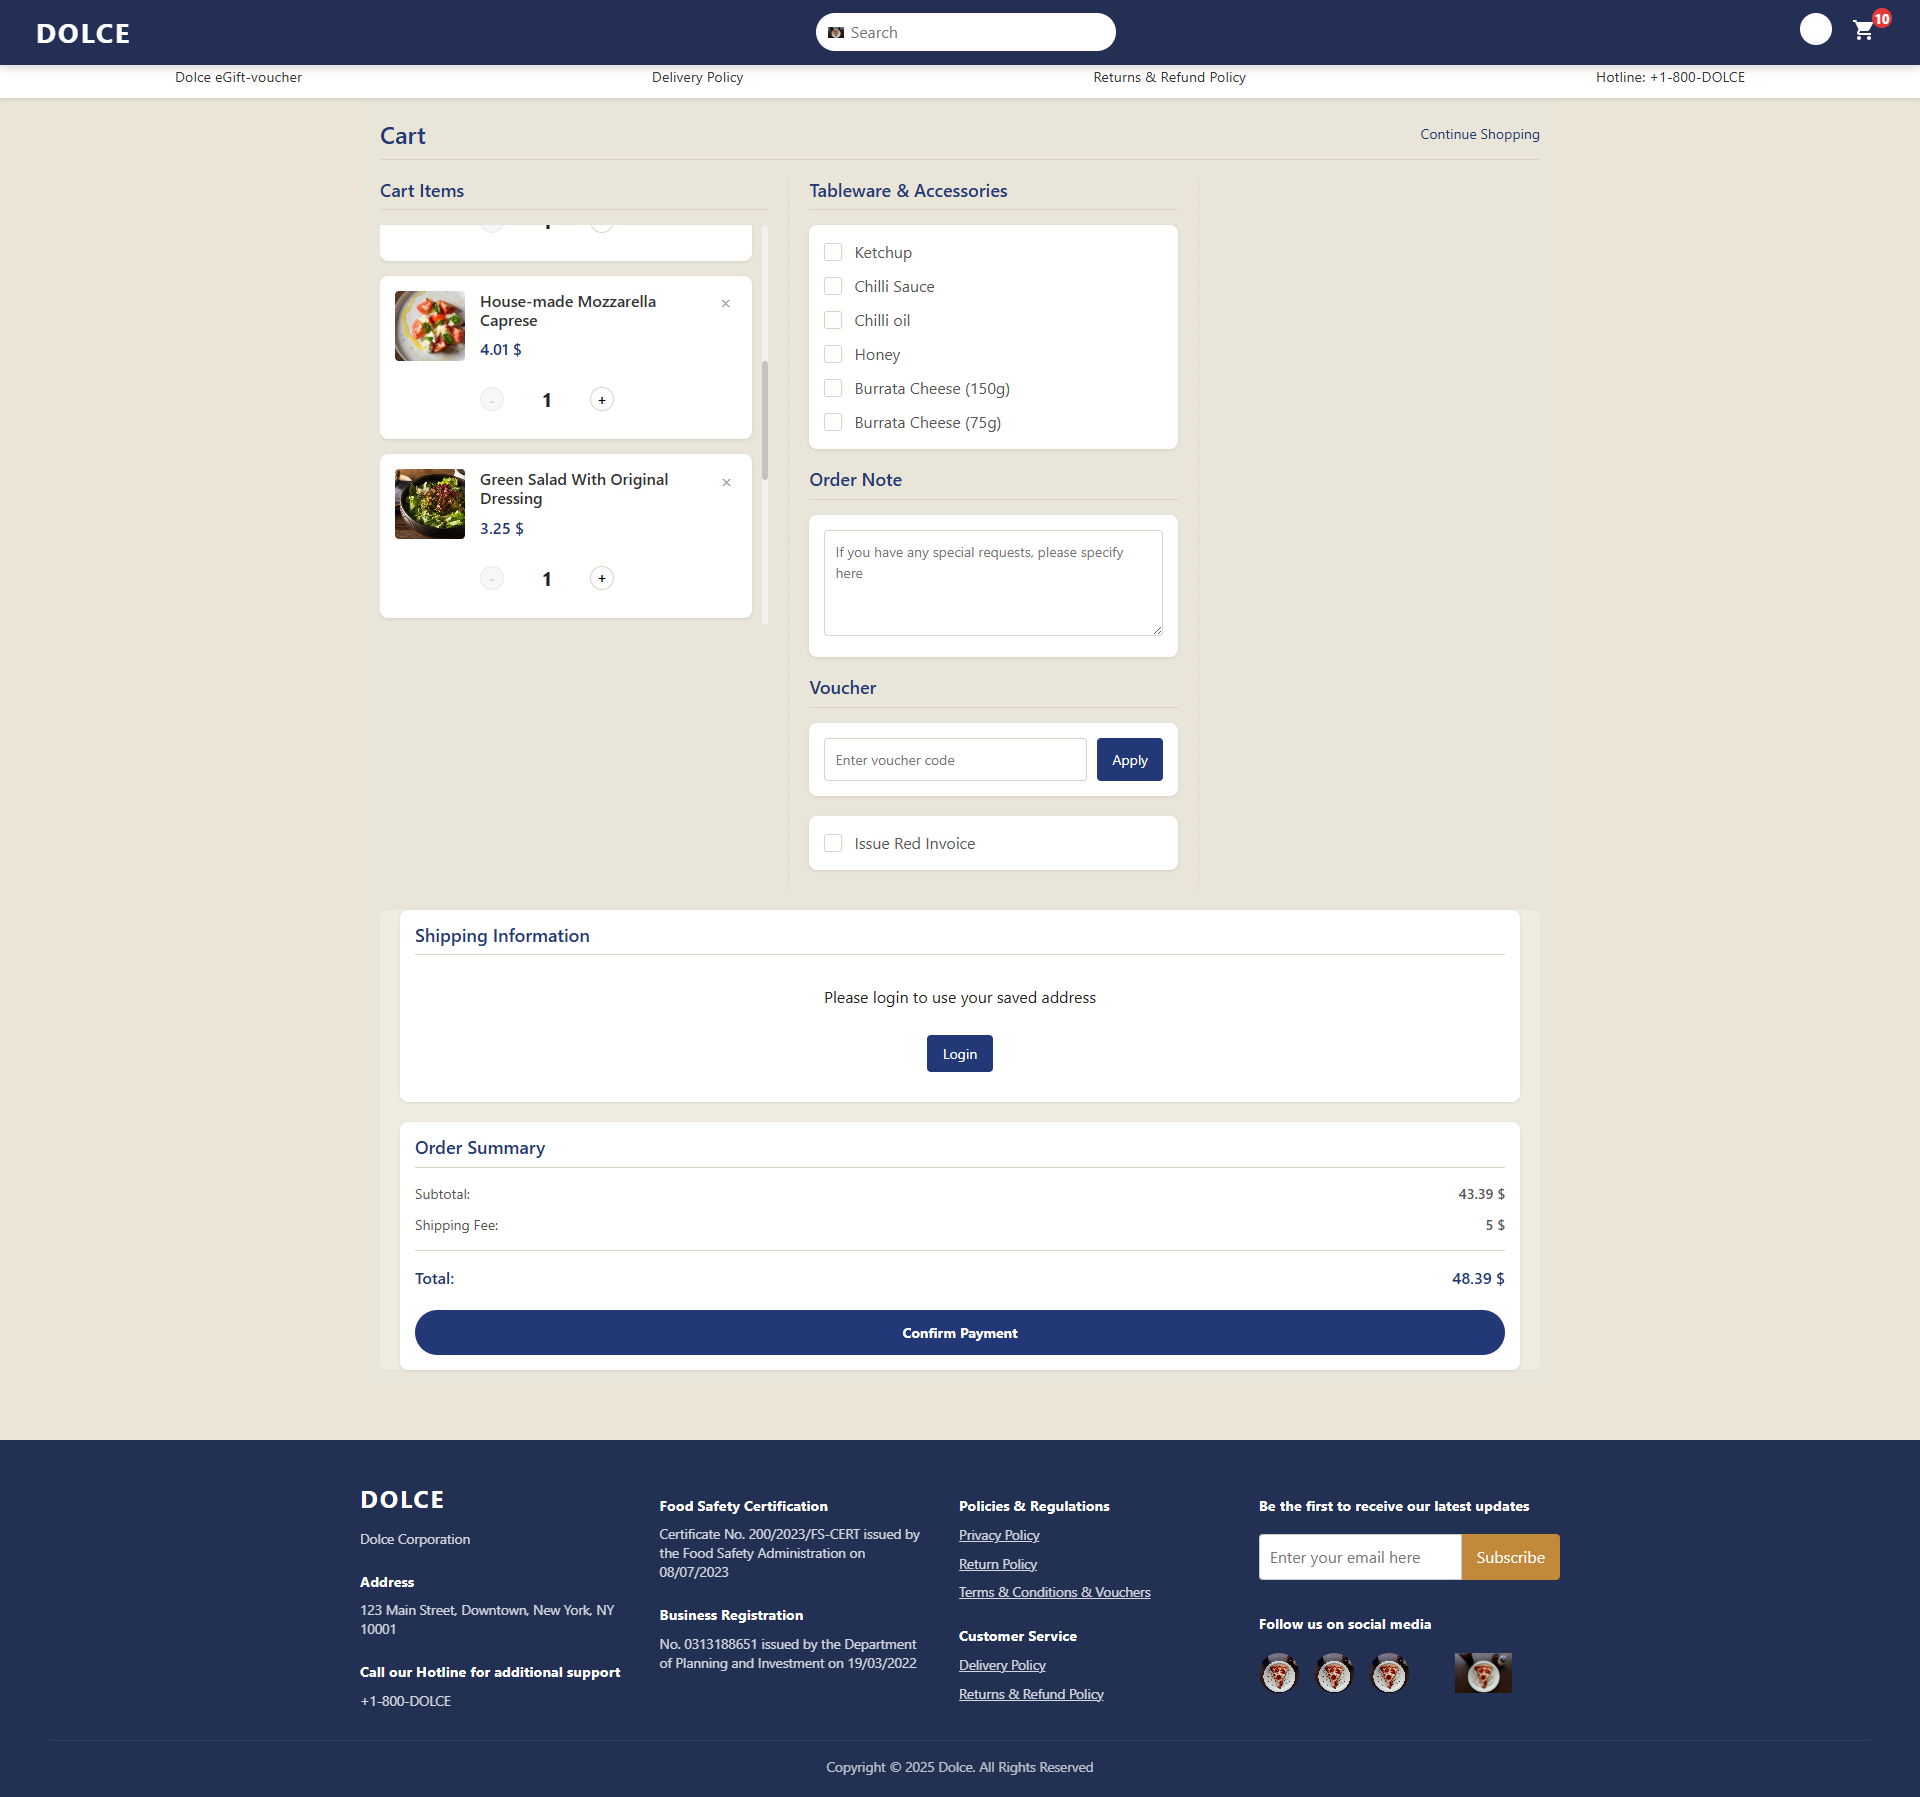 DOLCE
Search
10
Dolce eGift-voucher
Delivery Policy
Returns & Refund Policy
Hotline: +1-800-DOLCE
Cart
Continue Shopping
Cart Items
- 1 +
House-made Mozzarella
Caprese
×
4.01 $
- 1 +
Green Salad With Original
Dressing
×
3.25 $
- 1 +
Tableware & Accessories
Ketchup
Chilli Sauce
Chilli oil
Honey
Burrata Cheese (150g)
Burrata Cheese (75g)
Order Note
If you have any special requests, please specify
here
Voucher
Enter voucher code
Apply
Issue Red Invoice
Shipping Information
Please login to use your saved address
Login
Order Summary
Subtotal: 43.39 $
Shipping Fee: 5 $
Total: 48.39 $
Confirm Payment
DOLCE
Dolce Corporation
Address
123 Main Street, Downtown, New York, NY
10001
Call our Hotline for additional support
+1-800-DOLCE
Food Safety Certification
Certificate No. 200/2023/FS-CERT issued by
the Food Safety Administration on
08/07/2023
Business Registration
No. 0313188651 issued by the Department
of Planning and Investment on 19/03/2022
Policies & Regulations
Privacy Policy
Return Policy
Terms & Conditions & Vouchers
Customer Service
Delivery Policy
Returns & Refund Policy
Be the first to receive our latest updates
Enter your email here
Subscribe
Follow us on social media
Copyright © 2025 Dolce. All Rights Reserved